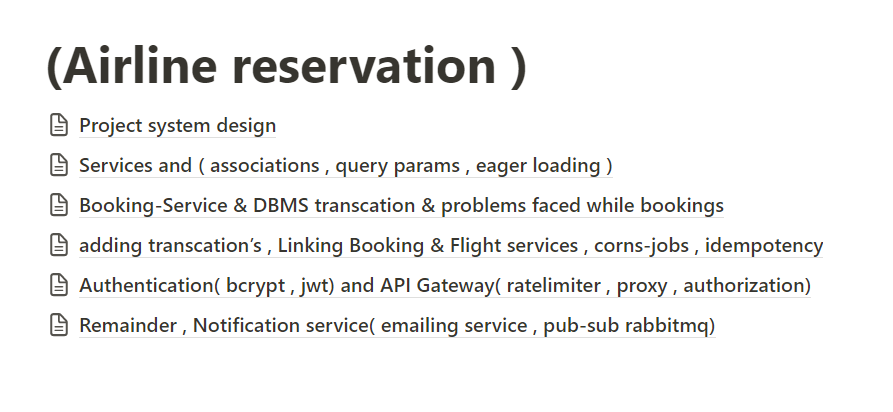 (Airline reservation )
Project system design
Services and ( associations , query params , eager loading )
Booking-Service & DBMS transcation & problems faced while bookings
adding transcation’s , Linking Booking & Flight services , corns-jobs , idempotency
Authentication( bcrypt , jwt) and API Gateway( ratelimiter , proxy , authorization)
Remainder , Notification service( emailing service , pub-sub rabbitmq)